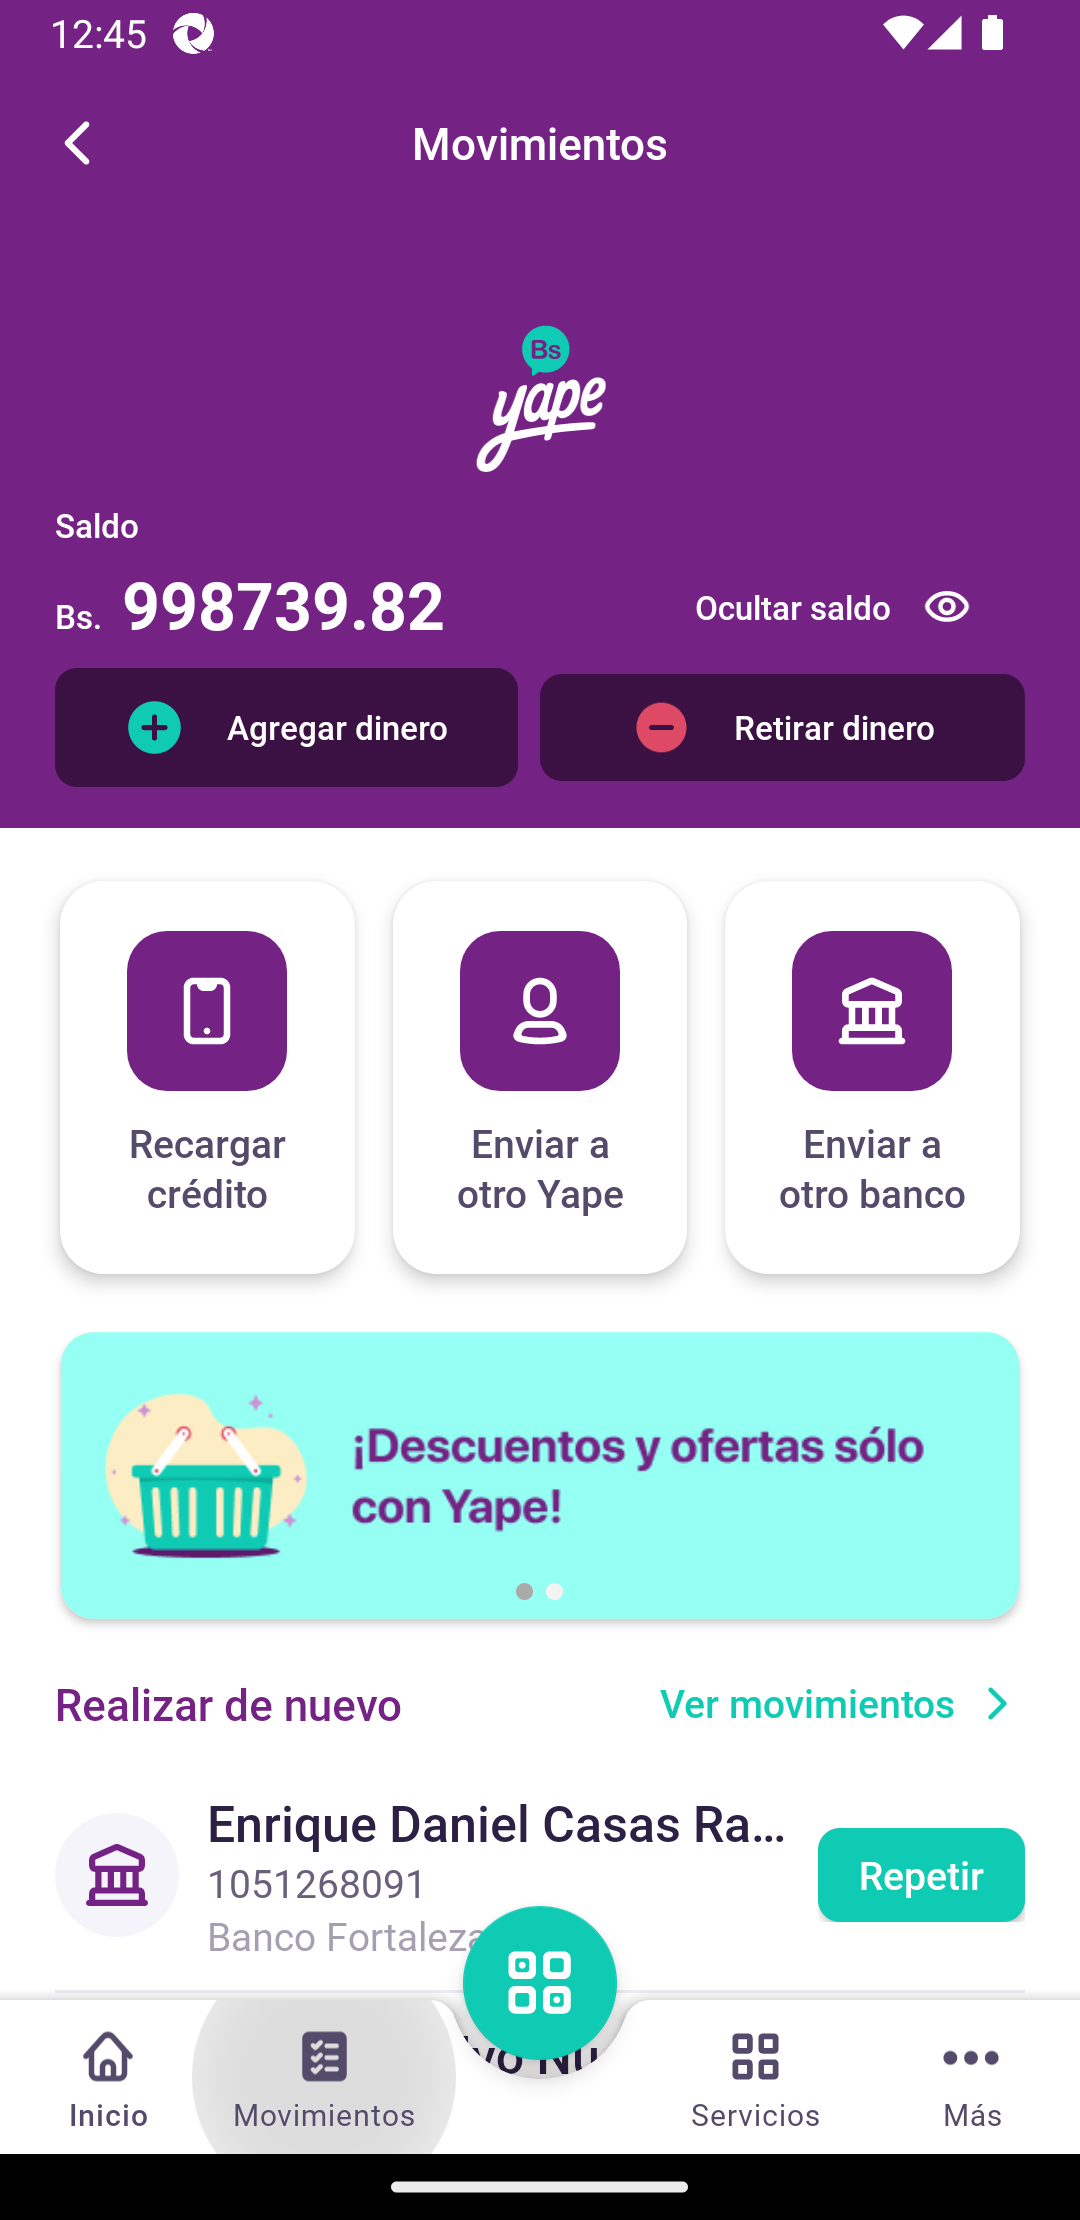 12:45
Movimientos
Bs
yape
Saldo
Bs. 998739.82
Ocultar saldo
Agregar dinero
Retirar dinero
Recargar
crédito
Enviar a
otro Yape
Enviar a
otro banco
¡Descuentos y ofertas sólo
con Yape!
Realizar de nuevo
Ver movimientos
Enrique Daniel Casas Ra...
1051268091
Banco Fortaleza
Repetir
Inicio
Movimientos
Servicios
Más